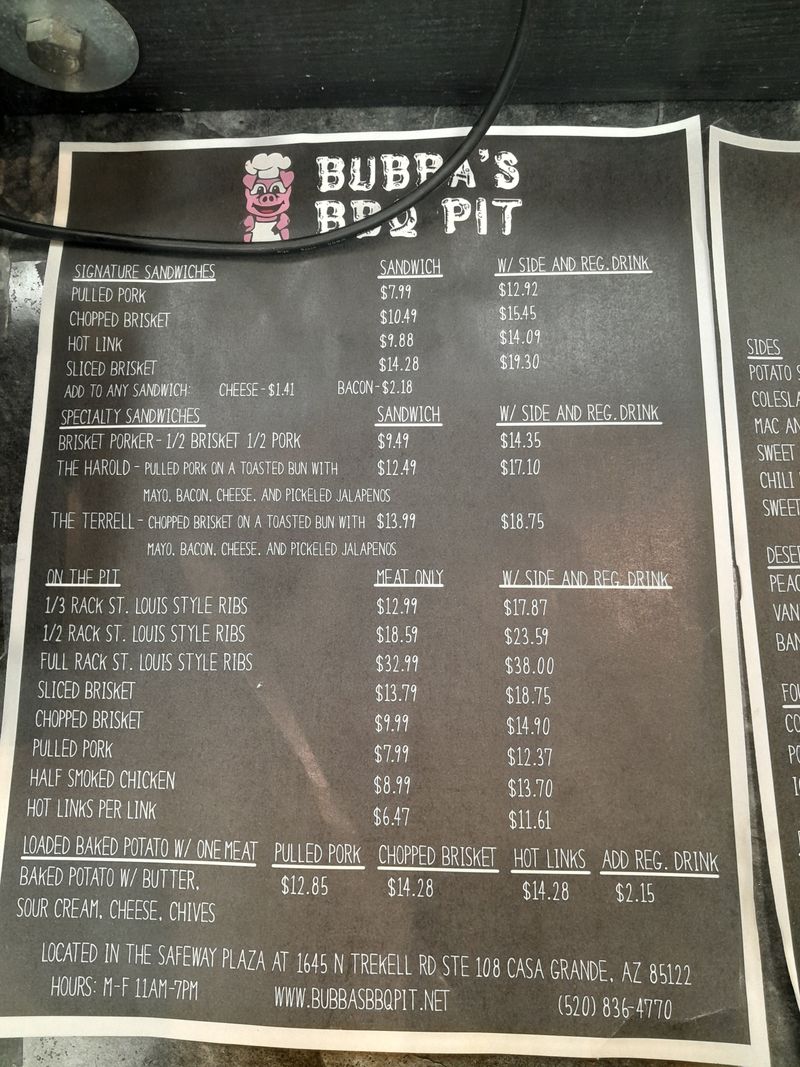 BUBBA'S
BBQ PIT
SIGNATURE SANDWICHES SANDWICH W/ SIDE AND REG. DRINK
PULLED PORK $7.99 $12.92
CHOPPED BRISKET $10.49 $15.45
HOT LINK $9.88 $14.09
SLICED BRISKET $14.28 $19.30
ADD TO ANY SANDWICH: CHEESE-$1.41 BACON-$2.18
SPECIALTY SANDWICHES SANDWICH W/ SIDE AND REG. DRINK
BRISKET PORKER- 1/2 BRISKET 1/2 PORK $9.49 $14.35
THE HAROLD - PULLED PORK ON A TOASTED BUN WITH $12.49 $17.10
MAYO, BACON, CHEESE, AND PICKELED JALAPENOS
THE TERRELL - CHOPPED BRISKET ON A TOASTED BUN WITH $13.99 $18.75
MAYO, BACON, CHEESE, AND PICKELED JALAPENOS
ON THE PIT MEAT ONLY W/ SIDE AND REG. DRINK
1/3 RACK ST. LOUIS STYLE RIBS $12.99 $17.87
1/2 RACK ST. LOUIS STYLE RIBS $18.59 $23.59
FULL RACK ST. LOUIS STYLE RIBS $32.99 $38.00
SLICED BRISKET $13.79 $18.75
CHOPPED BRISKET $9.99 $14.90
PULLED PORK $7.99 $12.37
HALF SMOKED CHICKEN $8.99 $13.70
HOT LINKS PER LINK $6.47 $11.61
LOADED BAKED POTATO W/ ONE MEAT PULLED PORK CHOPPED BRISKET HOT LINKS ADD REG. DRINK
BAKED POTATO W/ BUTTER, $12.85 $14.28 $14.28 $2.15
SOUR CREAM, CHEESE, CHIVES
LOCATED IN THE SAFEWAY PLAZA AT 1645 N TREKELL RD STE 108 CASA GRANDE, AZ 85122
HOURS: M-F 11AM-7PM WWW.BUBBASBBQPIT.NET (520) 836-4770
SIDES
POTATO
MAC
SWEET
CHILI
SWEET